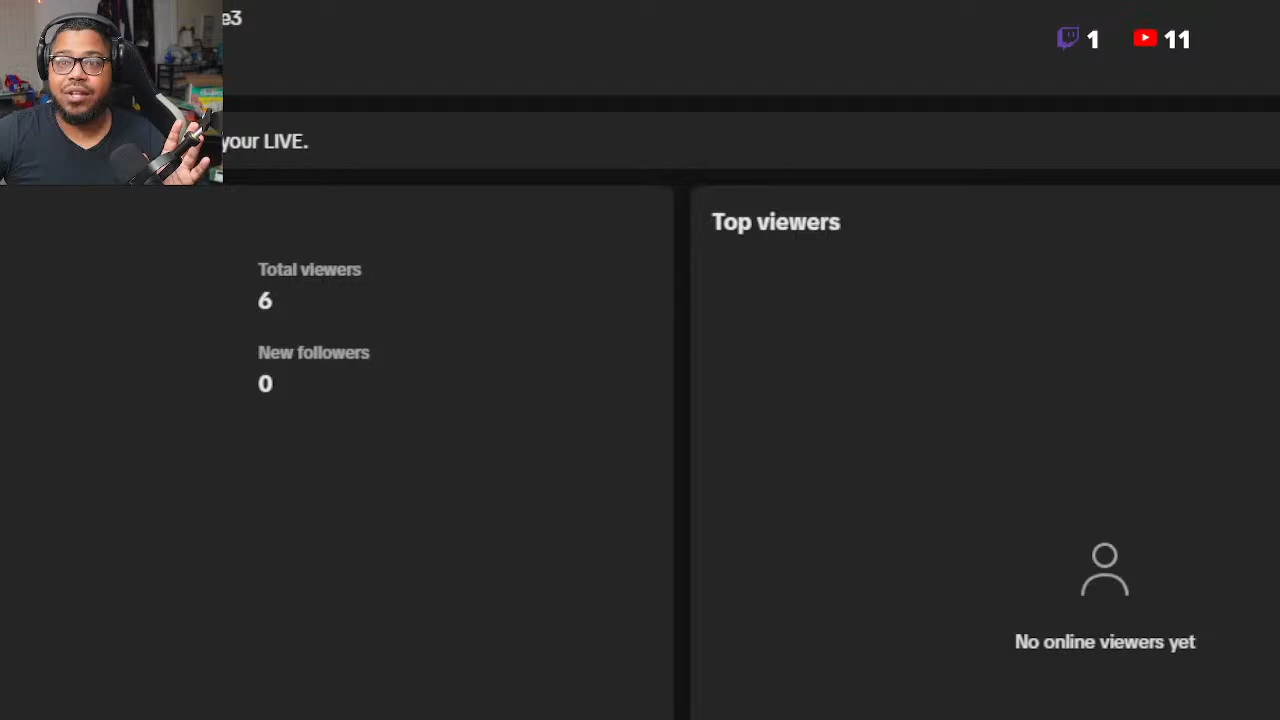 e3
1 11
your LIVE.
Top viewers
Total viewers
6
New followers
0
No online viewers yet